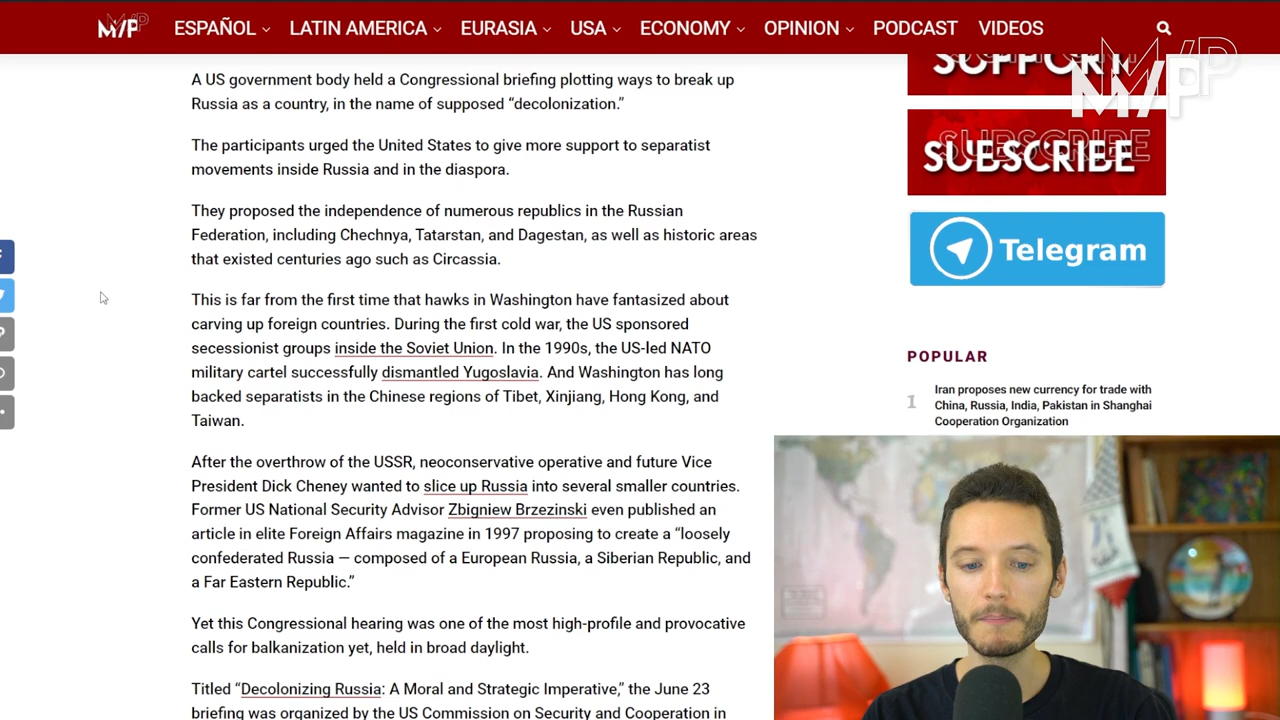 M/P
ESPAÑOL
LATIN AMERICA
EURASIA
USA
ECONOMY
OPINION
PODCAST
VIDEOS
A US government body held a Congressional briefing plotting ways to break up
Russia as a country, in the name of supposed “decolonization.”
The participants urged the United States to give more support to separatist
movements inside Russia and in the diaspora.
They proposed the independence of numerous republics in the Russian
Federation, including Chechnya, Tatarstan, and Dagestan, as well as historic areas
that existed centuries ago such as Circassia.
This is far from the first time that hawks in Washington have fantasized about
carving up foreign countries. During the first cold war, the US sponsored
secessionist groups inside the Soviet Union. In the 1990s, the US-led NATO
military cartel successfully dismantled Yugoslavia. And Washington has long
backed separatists in the Chinese regions of Tibet, Xinjiang, Hong Kong, and
Taiwan.
After the overthrow of the USSR, neoconservative operative and future Vice
President Dick Cheney wanted to slice up Russia into several smaller countries.
Former US National Security Advisor Zbigniew Brzezinski even published an
article in elite Foreign Affairs magazine in 1997 proposing to create a “loosely
confederated Russia — composed of a European Russia, a Siberian Republic, and
a Far Eastern Republic.”
Yet this Congressional hearing was one of the most high-profile and provocative
calls for balkanization yet, held in broad daylight.
Titled “Decolonizing Russia: A Moral and Strategic Imperative,” the June 23
briefing was organized by the US Commission on Security and Cooperation in
SUPPORT
M/P
SUBSCRIBE
Telegram
POPULAR
1
Iran proposes new currency for trade with
China, Russia, India, Pakistan in Shanghai
Cooperation Organization